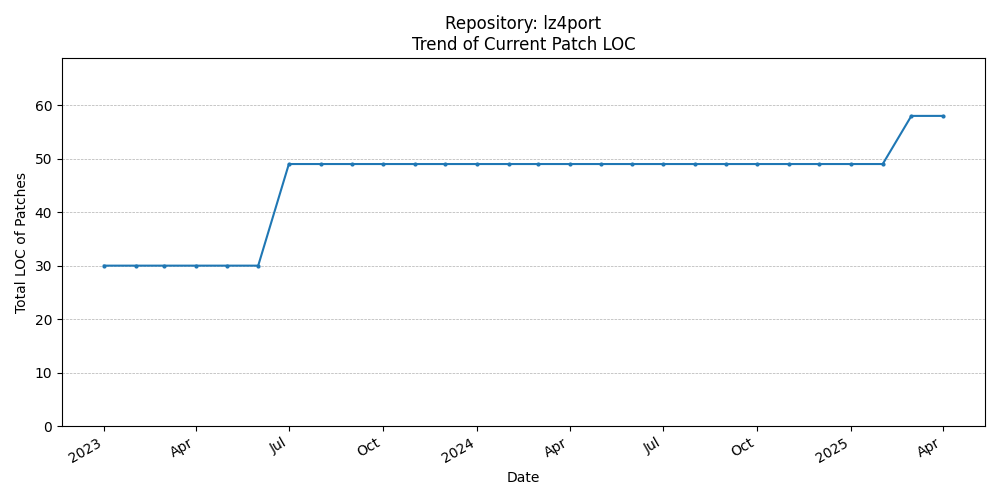 Repository: lz4port
Trend of Current Patch LOC
Total LOC of Patches
60
50
40
30
20
10
0
2023
Apr
Jul
Oct
2024
Apr
Jul
Oct
2025
Apr
Date